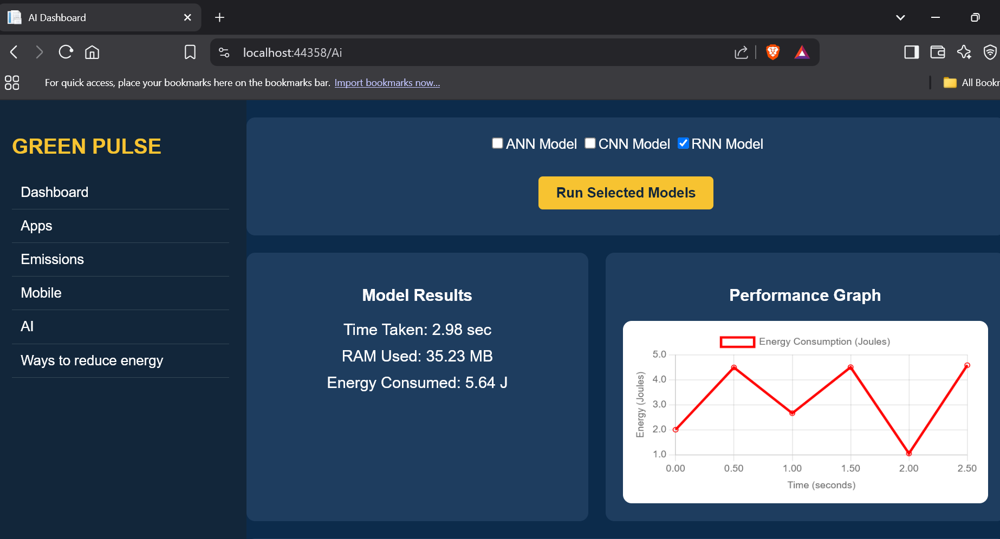 AI Dashboard
localhost:44358/Ai
For quick access, place your bookmarks here on the bookmarks bar. Import bookmarks now...
All Bookr
GREEN PULSE
Dashboard
Apps
Emissions
Mobile
AI
Ways to reduce energy
ANN Model CNN Model RNN Model
Run Selected Models
Model Results
Time Taken: 2.98 sec
RAM Used: 35.23 MB
Energy Consumed: 5.64 J
Performance Graph
Energy Consumption (Joules)
Energy (Joules)
5.0
4.0
3.0
2.0
1.0
0.00 0.50 1.00 1.50 2.00 2.50
Time (seconds)